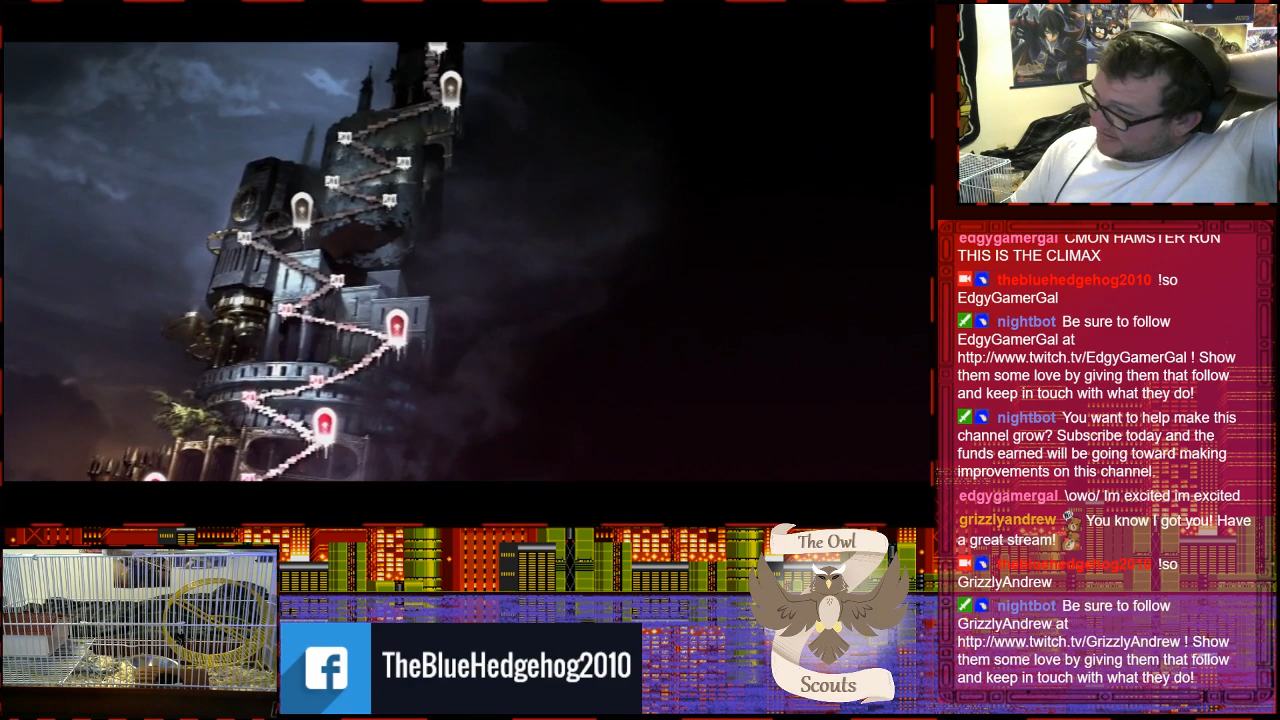 edgygamergal CMON HAMSTER RUN
THIS IS THE CLIMAX
thebluehedgehog2010 !so
EdgyGamerGal
nightbot Be sure to follow
EdgyGamerGal at
http://www.twitch.tv/EdgyGamerGal ! Show
them some love by giving them that follow
and keep in touch with what they do!
nightbot You want to help make this
channel grow? Subscribe today and the
funds earned will be going toward making
improvements on this channel.
edgygamergal \owo/ Im excited im excited
grizzlyandrew You know I got you! Have
a great stream!
thebluehedgehog2010 !so
GrizzlyAndrew
nightbot Be sure to follow
GrizzlyAndrew at
http://www.twitch.tv/GrizzlyAndrew ! Show
them some love by giving them that follow
and keep in touch with what they do!
The Owl
Scouts
f TheBlueHedgehog2010